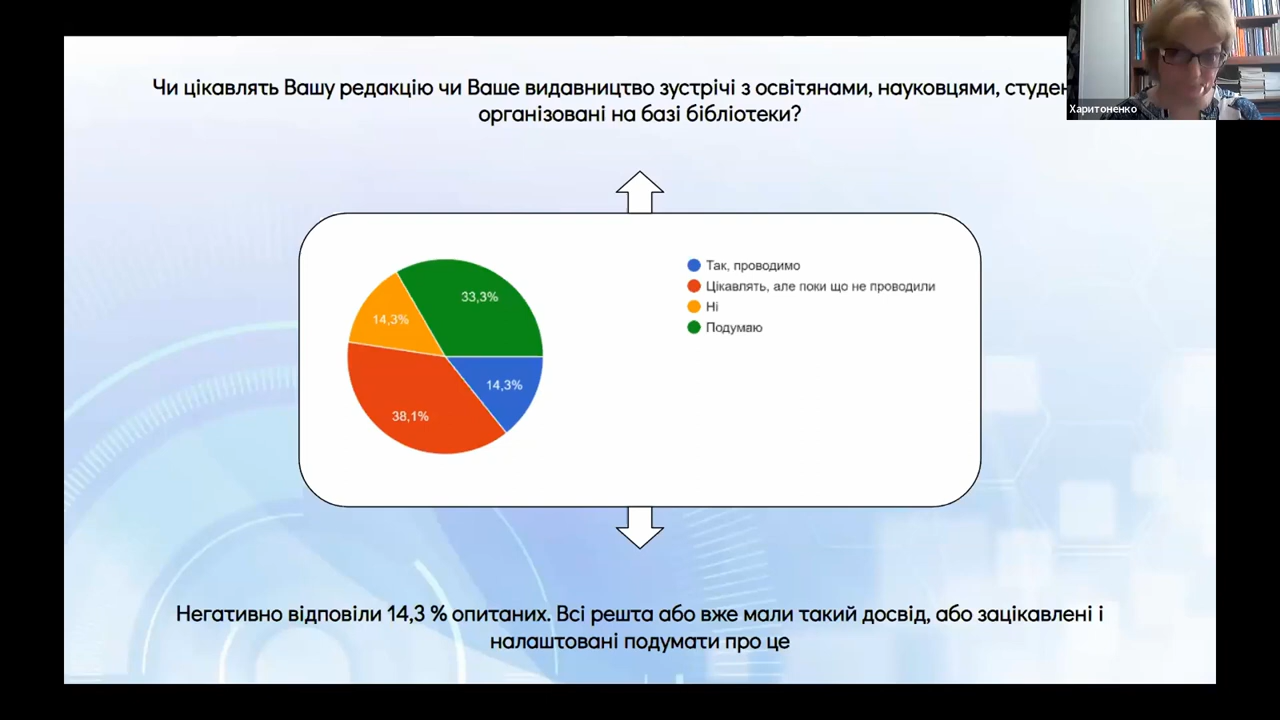 Чи цікавлять Вашу редакцію чи Ваше видавництво зустрічі з освітянами, науковцями,
організовані на базі бібліотеки?
Харитоненко
33,3%
14,3%
14,3%
38,1%
Так, проводимо
Цікавлять, але поки що не проводили
Ні
Подумаю
Негативно відповіли 14,3 % опитаних. Всі решта або вже мали такий досвід, або зацікавлені і
налаштовані подумати про це